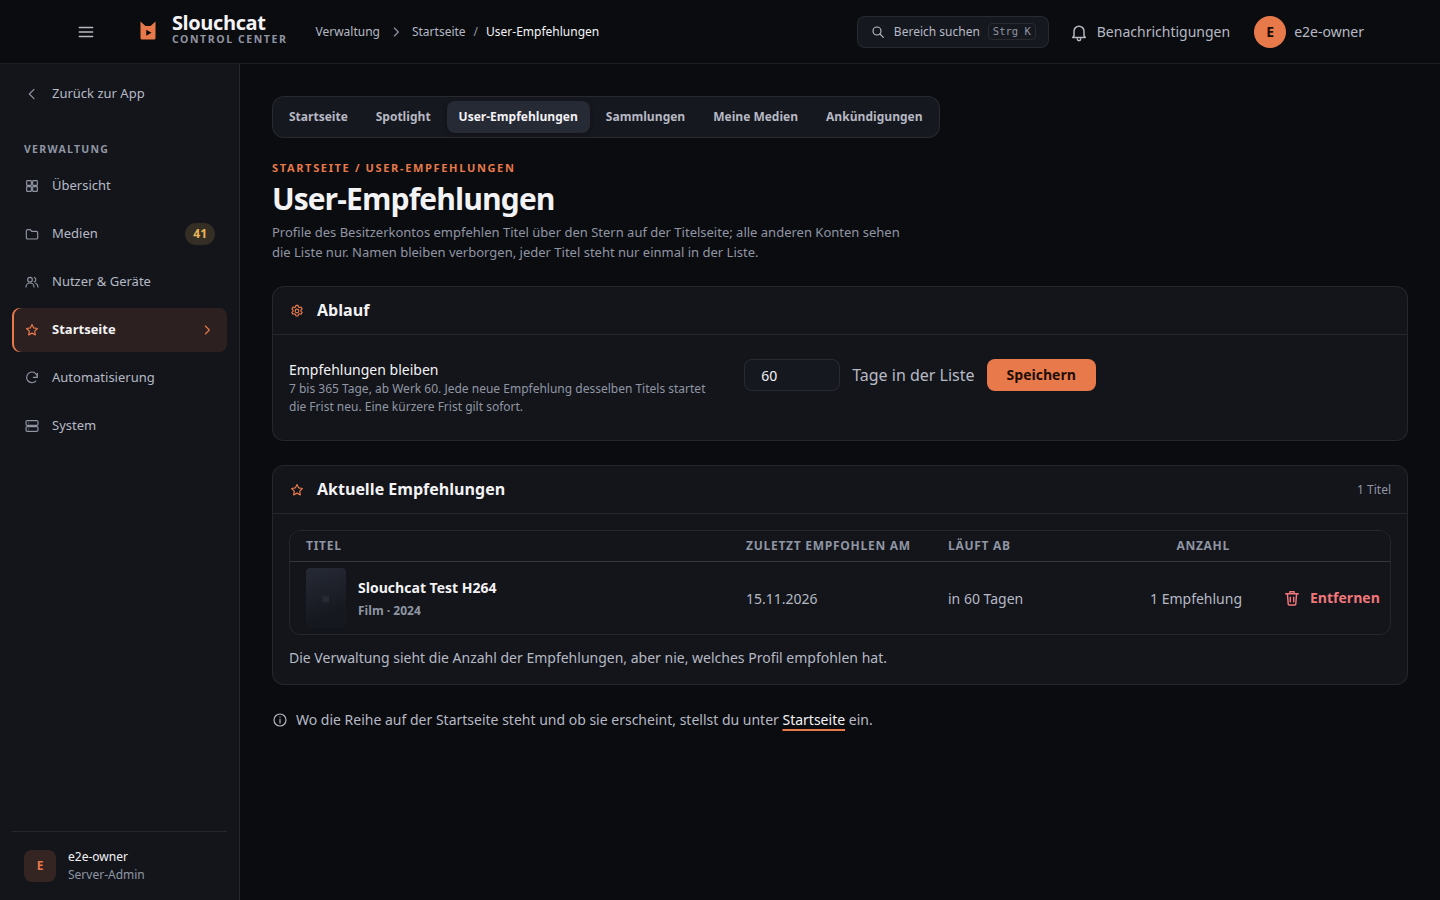 Slouchcat
CONTROL CENTER
Verwaltung > Startseite / User-Empfehlungen
Bereich suchen Strg K
Benachrichtigungen
E e2e-owner
Zurück zur App
VERWALTUNG
Übersicht
Medien 41
Nutzer & Geräte
Startseite
Automatisierung
System
E
e2e-owner
Server-Admin
Startseite Spotlight User-Empfehlungen Sammlungen Meine Medien Ankündigungen
STARTSEITE / USER-EMPFEHLUNGEN
User-Empfehlungen
Profile des Besitzerkontos empfehlen Titel über den Stern auf der Titelseite; alle anderen Konten sehen
die Liste nur. Namen bleiben verborgen, jeder Titel steht nur einmal in der Liste.
Ablauf
Empfehlungen bleiben
7 bis 365 Tage, ab Werk 60. Jede neue Empfehlung desselben Titels startet
die Frist neu. Eine kürzere Frist gilt sofort.
60 Tage in der Liste Speichern
Aktuelle Empfehlungen 1 Titel
TITEL ZULETZT EMPFOHLEN AM LÄUFT AB ANZAHL
Slouchcat Test H264
Film · 2024
15.11.2026 in 60 Tagen 1 Empfehlung Entfernen
Die Verwaltung sieht die Anzahl der Empfehlungen, aber nie, welches Profil empfohlen hat.
Wo die Reihe auf der Startseite steht und ob sie erscheint, stellst du unter Startseite ein.